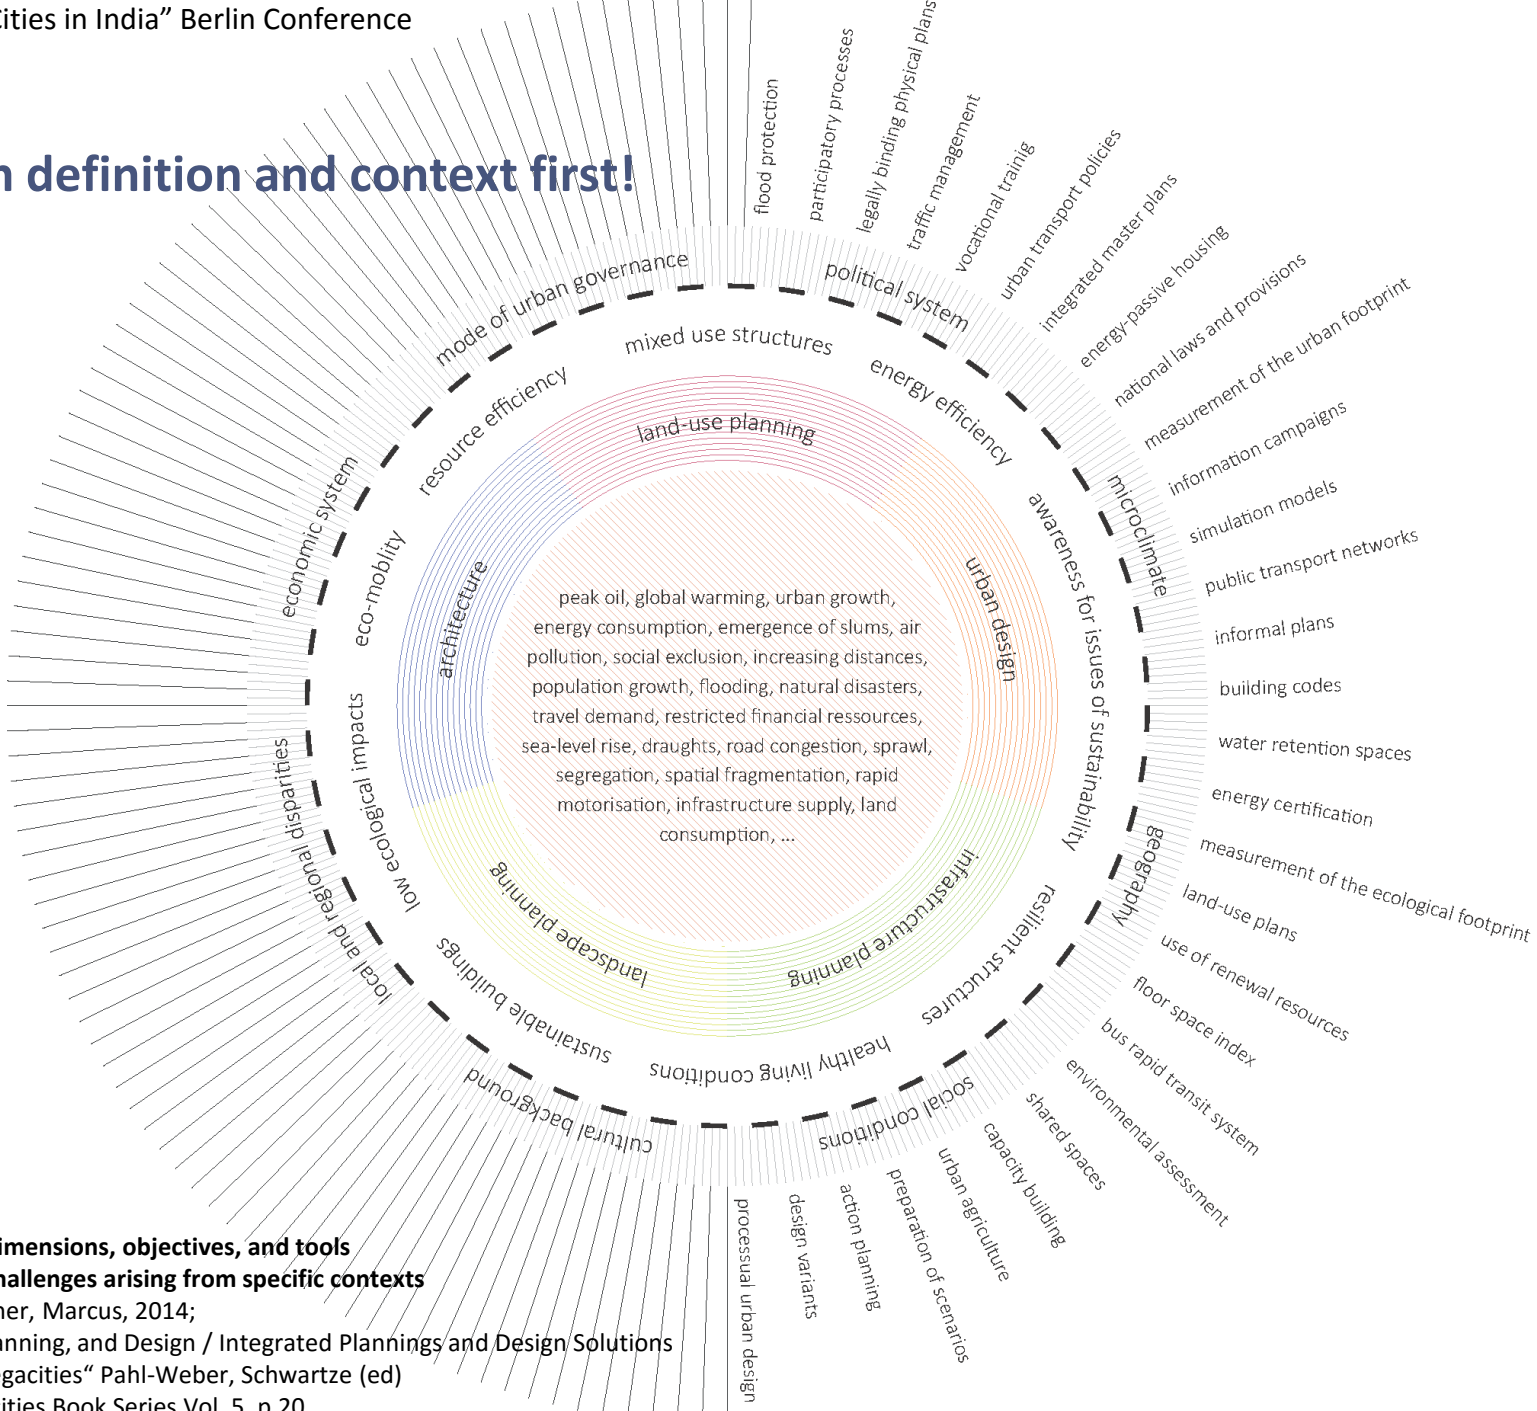 Cities in India” Berlin Conference
definition and context first!
flood protection
participatory processes
legally binding physical plans
traffic management
vocational trainig
urban transport policies
integrated master plans
energy-passive housing
national laws and provisions
measurement of the urban footprint
information campaigns
simulation models
public transport networks
informal plans
building codes
water retention spaces
energy certification
measurement of the ecological footprint
land-use plans
use of renewal resources
floor space index
bus rapid transit system
environmental assessment
shared spaces
capacity building
urban agriculture
preparation of scenarios
action planning
design variants
processual urban design
mode of urban governance
political system
microclimate
geography
social conditions
cultural background
local and regional disparities
economic system
mixed use structures
energy efficiency
awareness for issues of sustainability
resilient structures
healthy living conditions
sustainable buildings
low ecological impacts
eco-moblity
resource efficiency
land-use planning
urban design
infrastructure planning
landscape planning
architecture
peak oil, global warming, urban growth,
energy consumption, emergence of slums, air
pollution, social exclusion, increasing distances,
population growth, flooding, natural disasters,
travel demand, restricted financial ressources,
sea-level rise, draughts, road congestion, sprawl,
segregation, spatial fragmentation, rapid
motorisation, infrastructure supply, land
consumption, ...
dimensions, objectives, and tools
challenges arising from specific contexts
ner, Marcus, 2014;
anning, and Design / Integrated Plannings and Design Solutions
egacities“ Pahl-Weber, Schwartze (ed)
cities Book Series Vol. 5, p.20